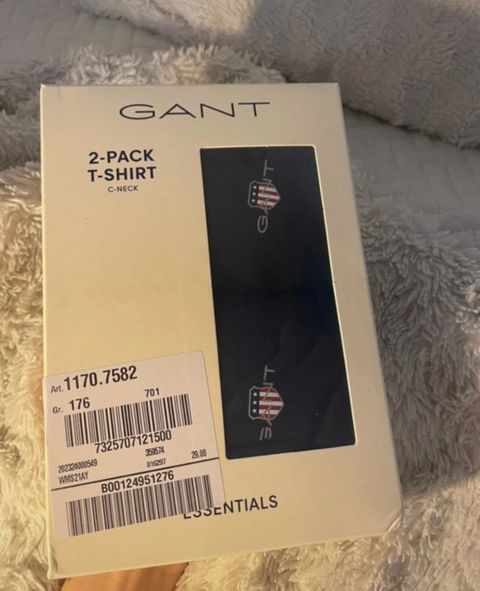 GANT
2-PACK
T-SHIRT
C-NECK
GANT
GANT
Art. 1170.7582
Gr. 176
701
7325707121500
202324000549
359574
29.08
WMS21AY
816297
B00124951276
ESSENTIALS